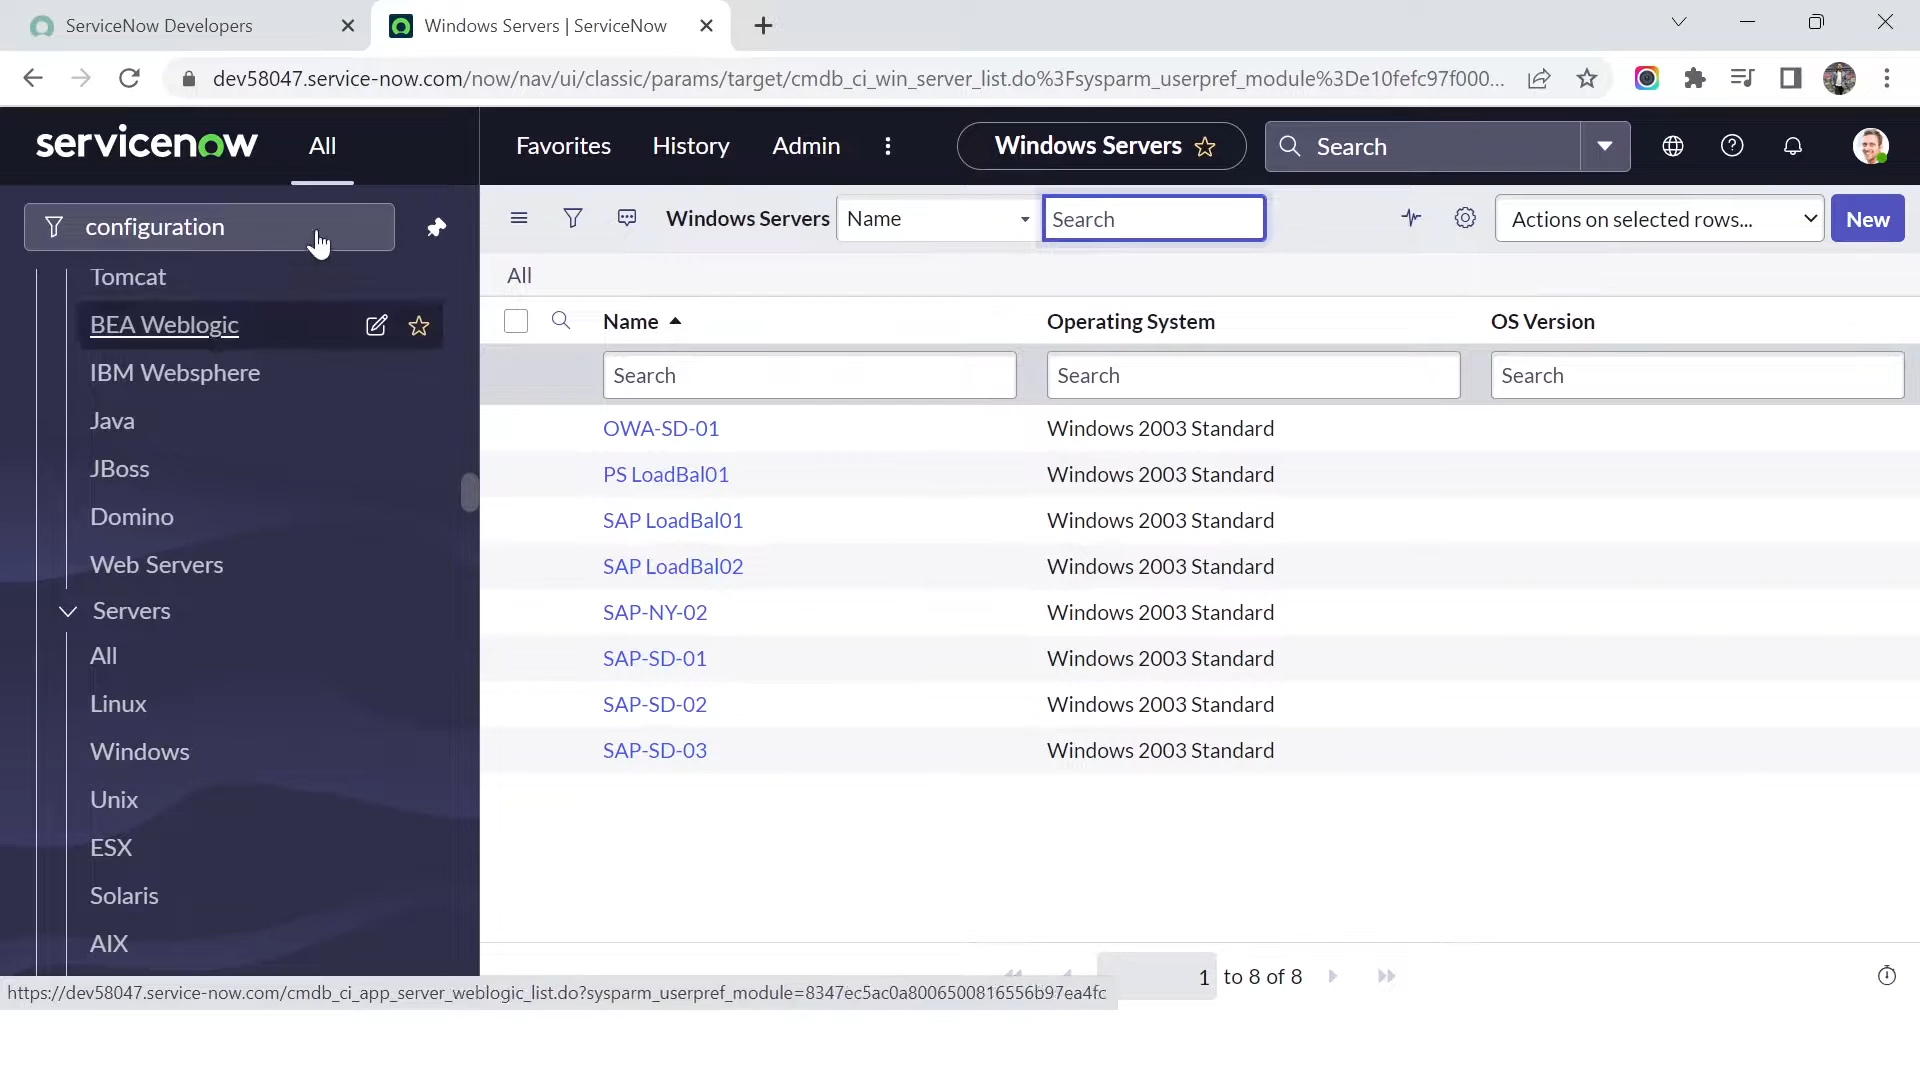 ServiceNow Developers
Windows Servers | ServiceNow
dev58047.service-now.com/now/nav/ui/classic/params/target/cmdb_ci_win_server_list.do%3Fsysparm_userpref_module%3De10fefc97f000...
servicenow
All
Favorites
History
Admin
Windows Servers
Search
configuration
Windows Servers
Name
Search
Actions on selected rows...
New
Tomcat
BEA Weblogic
IBM Websphere
Java
JBoss
Domino
Web Servers
Servers
All
Linux
Windows
Unix
ESX
Solaris
AIX
All
Name Operating System OS Version
Search Search Search
OWA-SD-01 Windows 2003 Standard
PS LoadBal01 Windows 2003 Standard
SAP LoadBal01 Windows 2003 Standard
SAP LoadBal02 Windows 2003 Standard
SAP-NY-02 Windows 2003 Standard
SAP-SD-01 Windows 2003 Standard
SAP-SD-02 Windows 2003 Standard
SAP-SD-03 Windows 2003 Standard
1 to 8 of 8
https://dev58047.service-now.com/cmdb_ci_app_server_weblogic_list.do?sysparm_userpref_module=8347ec5ac0a8006500816556b97ea4fc